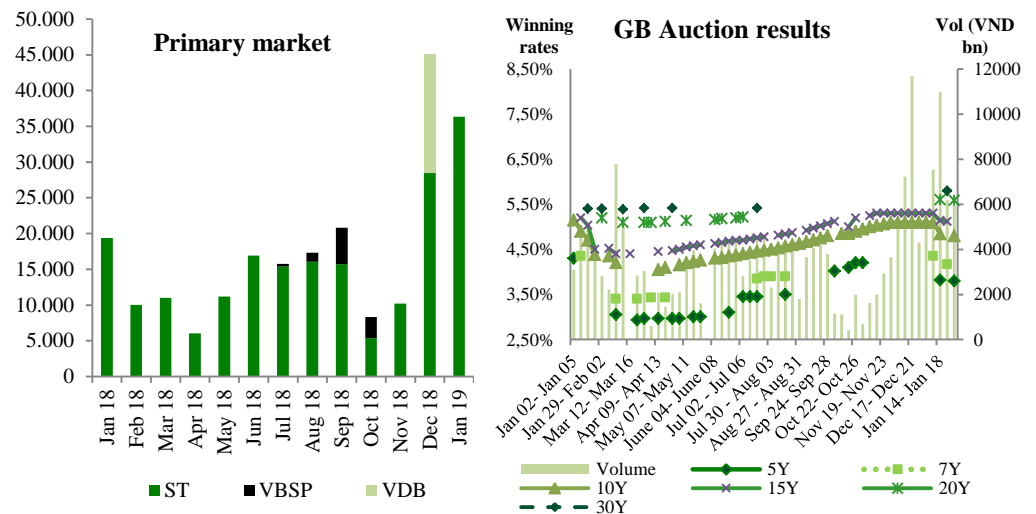 Primary market
50.000
45.000
40.000
35.000
30.000
25.000
20.000
15.000
10.000
5.000
0
Jan 18
Feb 18
Mar 18
Apr 18
May 18
Jun 18
Jul 18
Aug 18
Sep 18
Oct 18
Nov 18
Dec 18
Jan 19
ST VBSP VDB
Winning rates
GB Auction results
Vol (VND bn)
8,50%
7,50%
6,50%
5,50%
4,50%
3,50%
2,50%
12000
10000
8000
6000
4000
2000
0
Jan 02- Jan 05
Jan 29- Feb 02
Mar 12- Mar 16
Apr 09- Apr 13
May 07- May 11
June 04- June 08
Jul 02 - Jul 06
Jul 30 - Aug 03
Aug 27 - Aug 31
Sep 24- Sep 28
Oct 22- Oct 26
Nov 19- Nov 23
Dec 17- Dec 21
Jan 14- Jan 18
Volume 5Y 7Y
10Y 15Y 20Y
30Y